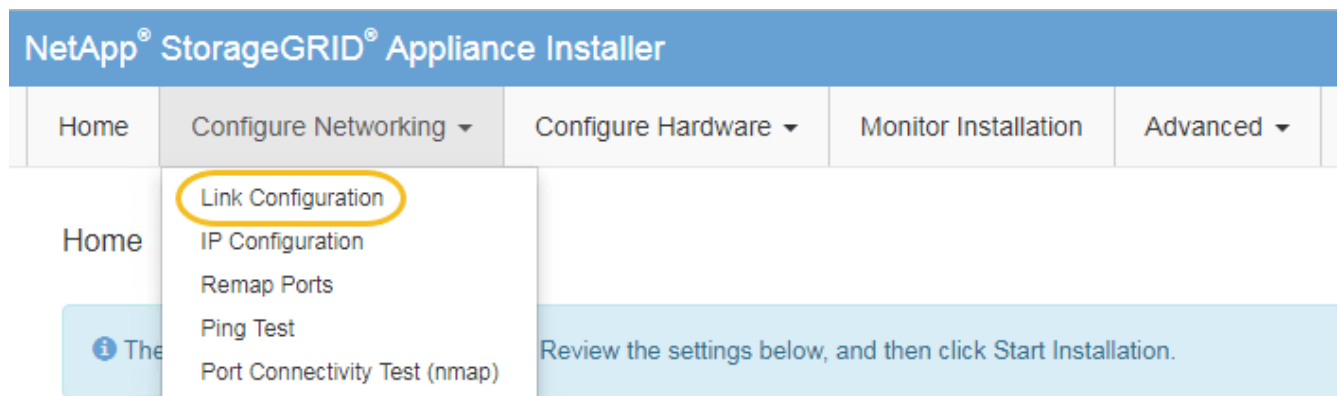 NetApp® StorageGRID® Appliance Installer
Home Configure Networking Configure Hardware Monitor Installation Advanced
Link Configuration
Home IP Configuration
Remap Ports
Ping Test
The Review the settings below, and then click Start Installation.
Port Connectivity Test (nmap)